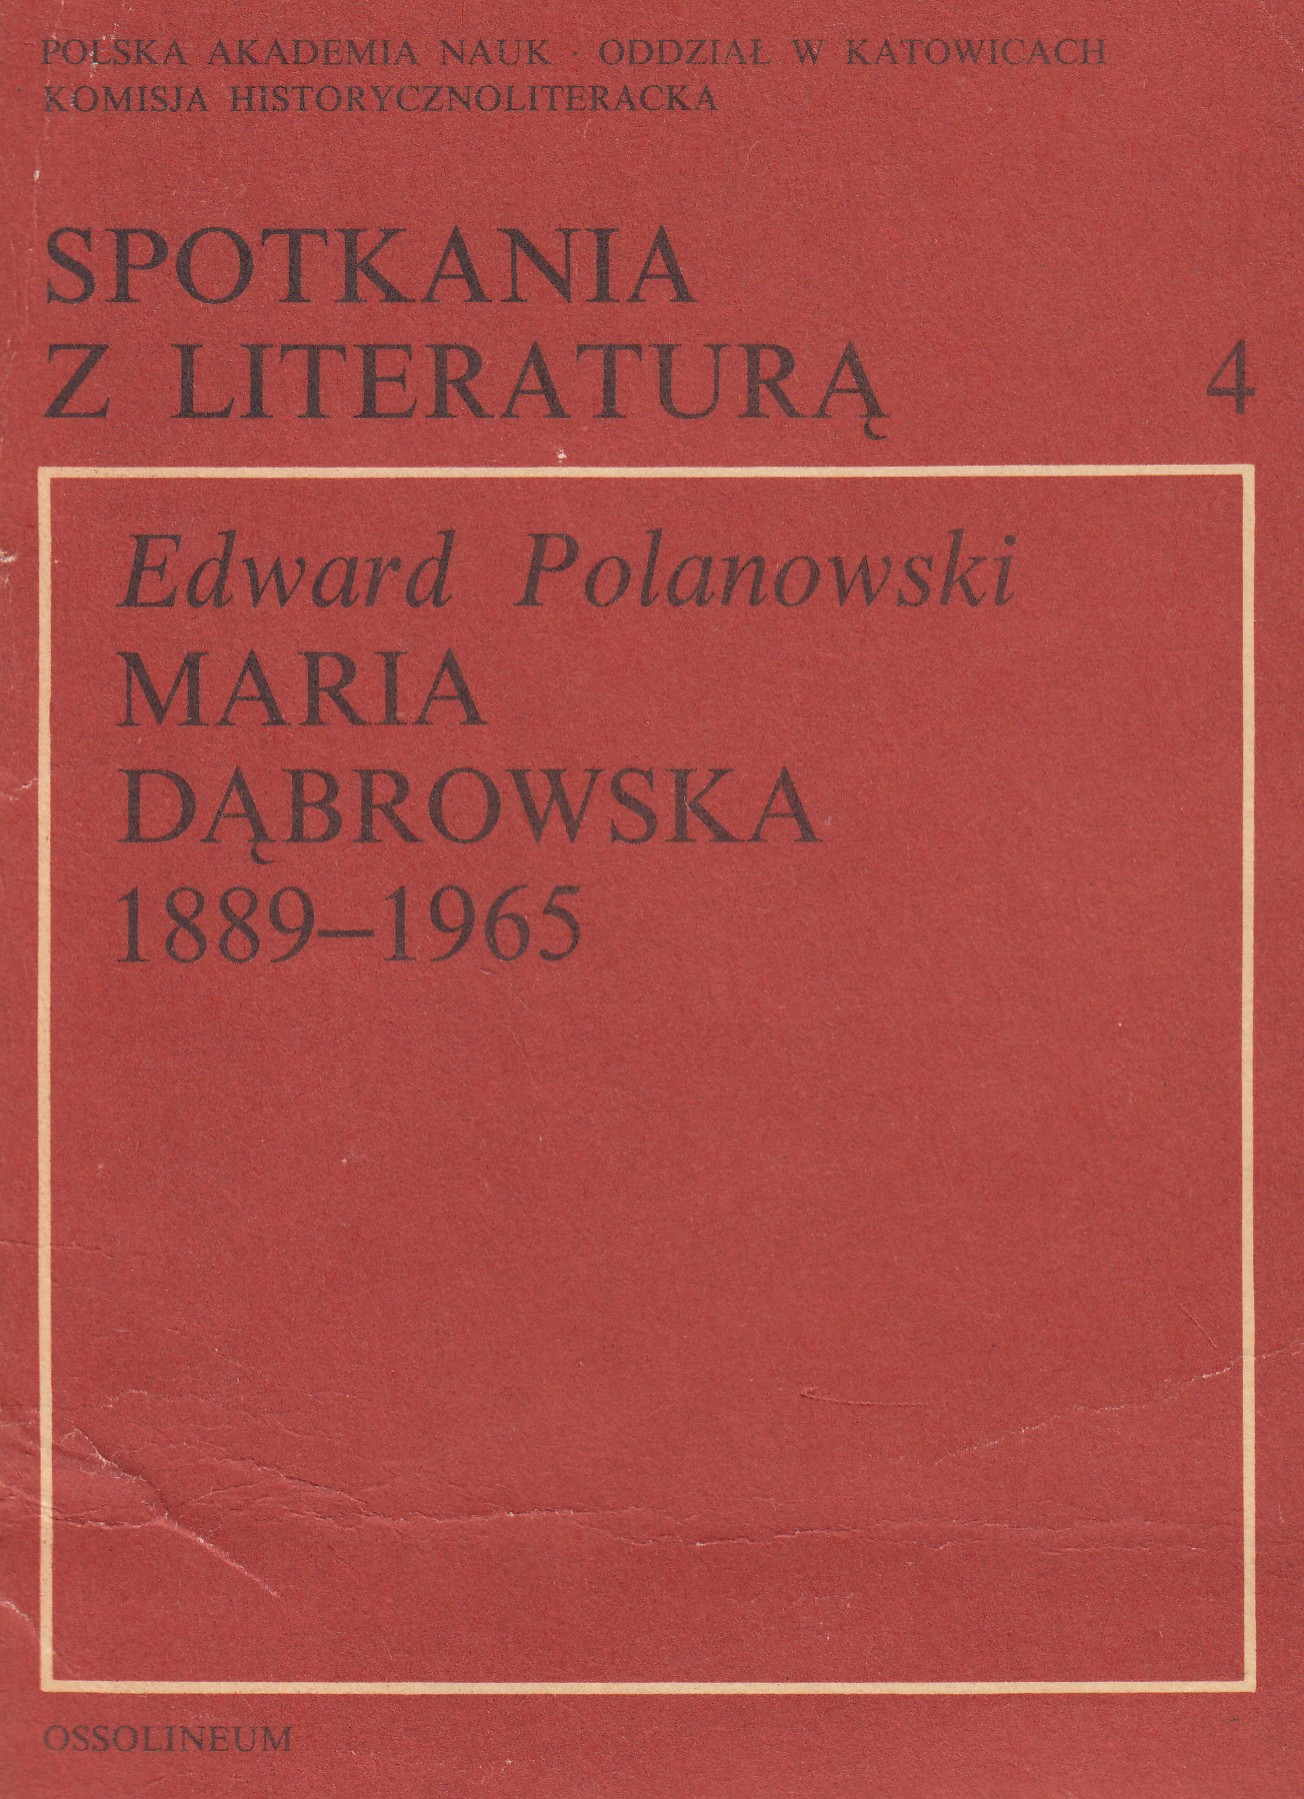 POLSKA AKADEMIA NAUK · ODDZIAŁ W KATOWICACH
KOMISJA HISTORYCZNOLITERACKA
SPOTKANIA
Z LITERATURĄ 4
Edward Polanowski
MARIA
DĄBROWSKA
1889–1965
OSSOLINEUM